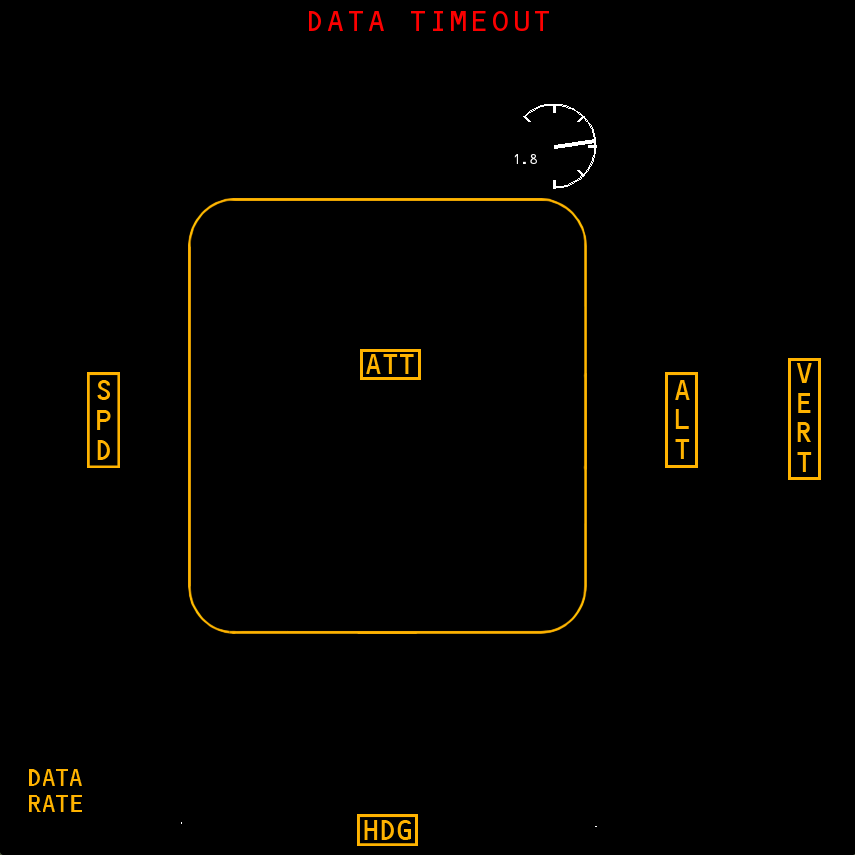 DATA TIMEOUT
1.8
ATT
SPD
ALT
VERT
DATA
RATE
HDG